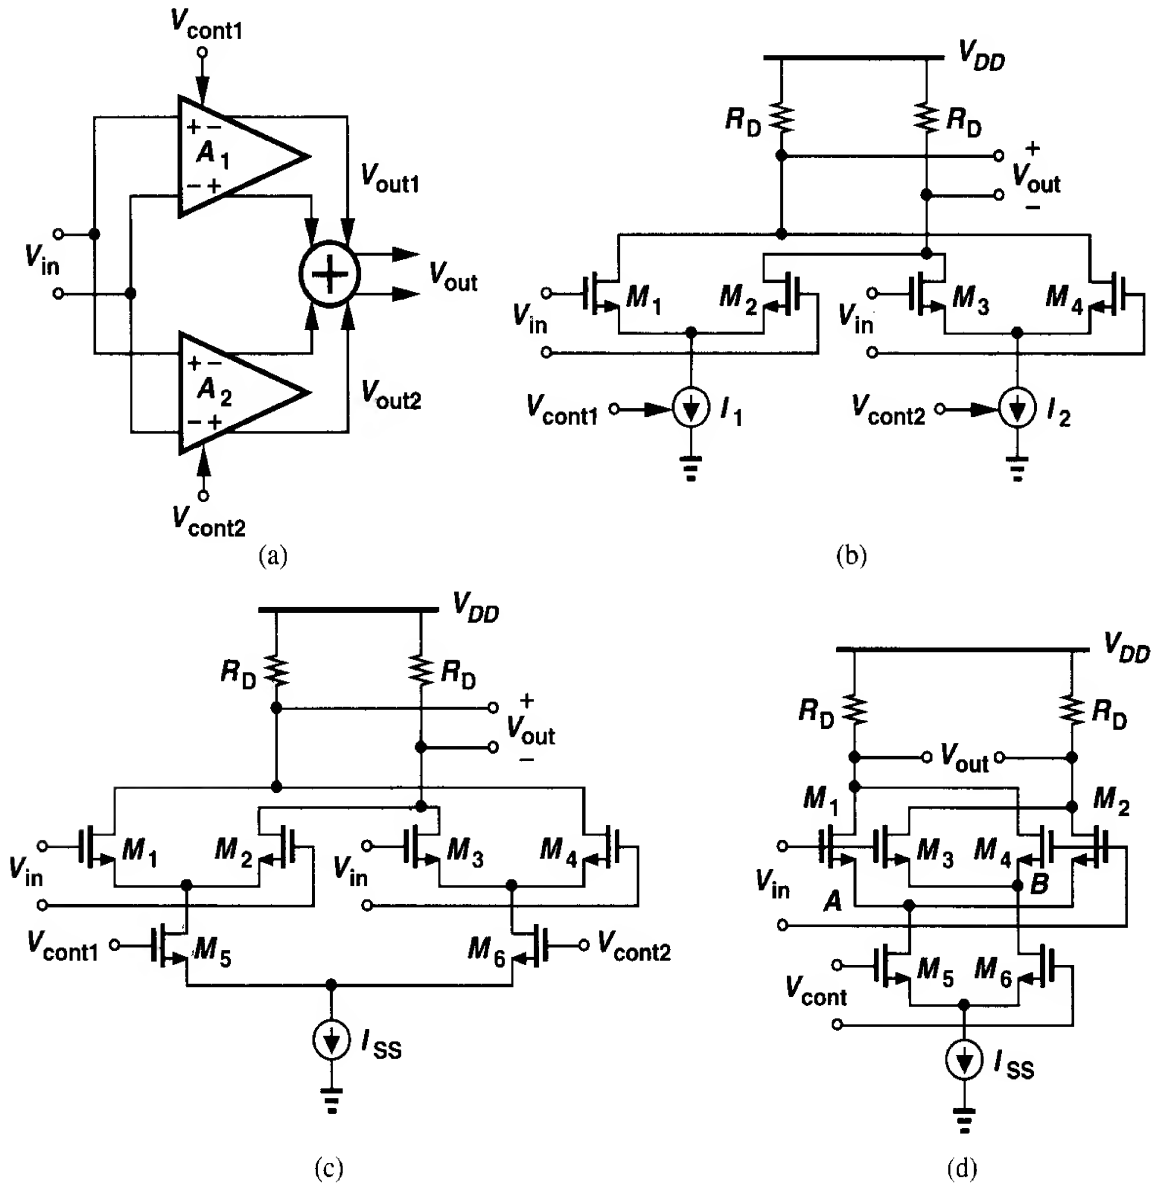 Vcont1
+ −
A1
− +
Vout1
Vin
+
Vout
+ −
A2
− +
Vout2
Vcont2
(a)
VDD
RD
RD
+
Vout
−
M1
M2
M3
M4
Vin
Vin
Vcont1
I1
Vcont2
I2
(b)
VDD
RD
RD
+
Vout
−
M1
M2
M3
M4
Vin
Vin
Vcont1
M5
M6
Vcont2
ISS
(c)
VDD
RD
RD
Vout
M1
M2
M3
M4
Vin
A
B
M5
M6
Vcont
ISS
(d)